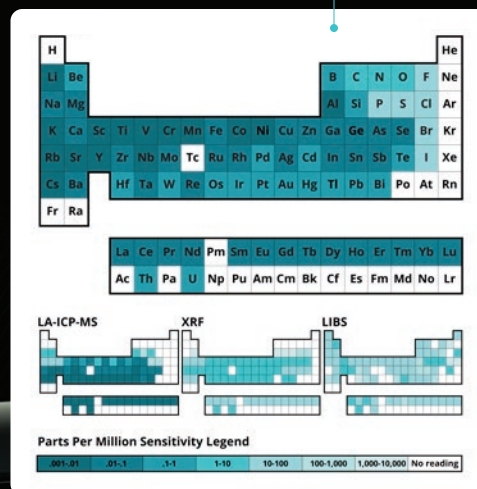 H He
Li Be B C N O F Ne
Na Mg Al Si P S Cl Ar
K Ca Sc Ti V Cr Mn Fe Co Ni Cu Zn Ga Ge As Se Br Kr
Rb Sr Y Zr Nb Mo Tc Ru Rh Pd Ag Cd In Sn Sb Te I Xe
Cs Ba Hf Ta W Re Os Ir Pt Au Hg Tl Pb Bi Po At Rn
Fr Ra
La Ce Pr Nd Pm Sm Eu Gd Tb Dy Ho Er Tm Yb Lu
Ac Th Pa U Np Pu Am Cm Bk Cf Es Fm Md No Lr
LA-ICP-MS XRF LIBS
Parts Per Million Sensitivity Legend
.001-.01 .01-.1 .1-1 1-10 10-100 100-1,000 1,000-10,000 No reading